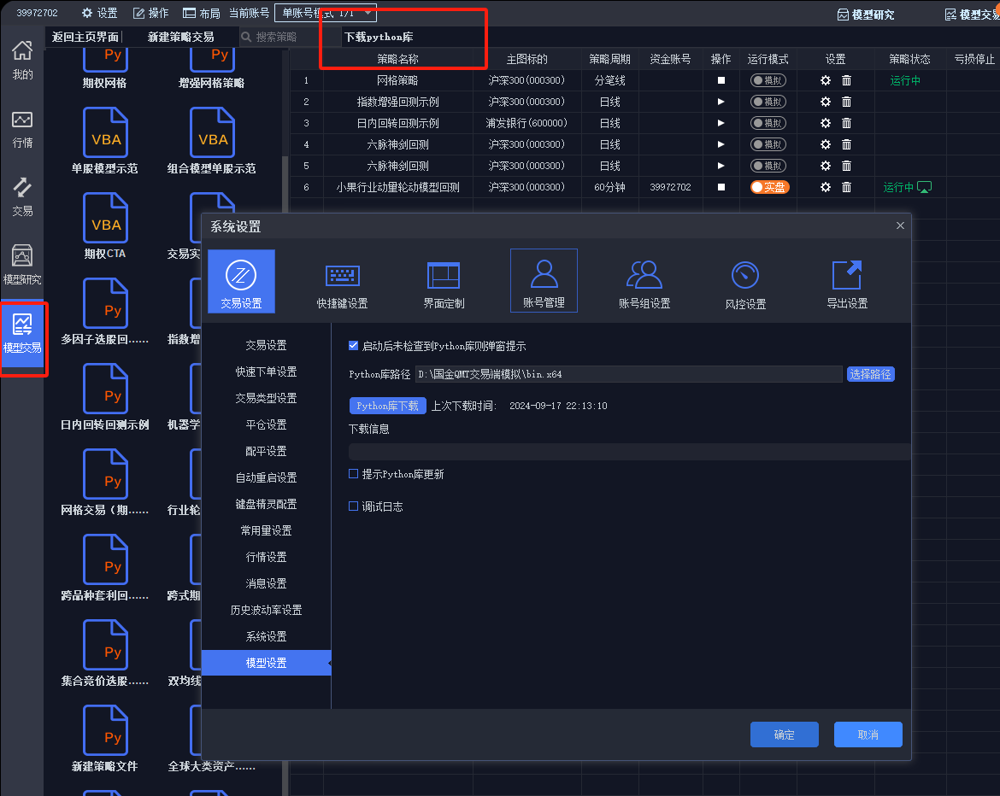 39972702 设置 操作 布局 当前账号 单账号模式 1/1 模型研究 模型交易
返回主页界面 新建策略交易 搜索策略 下载python库
我的
行情
交易
模型研究
模型交易
Py Py
期权网格 增强网格策略
VBA VBA
单股模型示范 组合模型单股示范
VBA
期权CTA 交易实
Py
多因子选股回...... 指数增
Py
日内回转回测示例 机器学
Py
网格交易（期...... 行业轮
Py
跨品种套利回...... 跨式期
Py
集合竞价选股...... 双均线
Py
新建策略文件 全球大类资产......
策略名称 主图标的 策略周期 资金账号 操作 运行模式 设置 策略状态 亏损停止
1 网格策略 沪深300(000300) 分笔线 模拟 运行中
2 指数增强回测示例 沪深300(000300) 日线 模拟
3 日内回转回测示例 浦发银行(600000) 日线 模拟
4 六脉神剑回测 沪深300(000300) 日线 模拟
5 六脉神剑回测 沪深300(000300) 日线 模拟
6 小果行业动量轮动模型回测 沪深300(000300) 60分钟 39972702 实盘 运行中
系统设置
交易设置 快捷键设置 界面定制 账号管理 账号组设置 风控设置 导出设置
交易设置
快速下单设置
交易类型设置
平仓设置
配平设置
自动重启设置
键盘精灵配置
常用量设置
行情设置
消息设置
历史波动率设置
系统设置
模型设置
启动后未检查到Python库则弹窗提示
Python库路径 D:\国金QMT交易端模拟\bin.x64 选择路径
Python库下载 上次下载时间: 2024-09-17 22:13:10
下载信息
提示Python库更新
调试日志
确定 取消